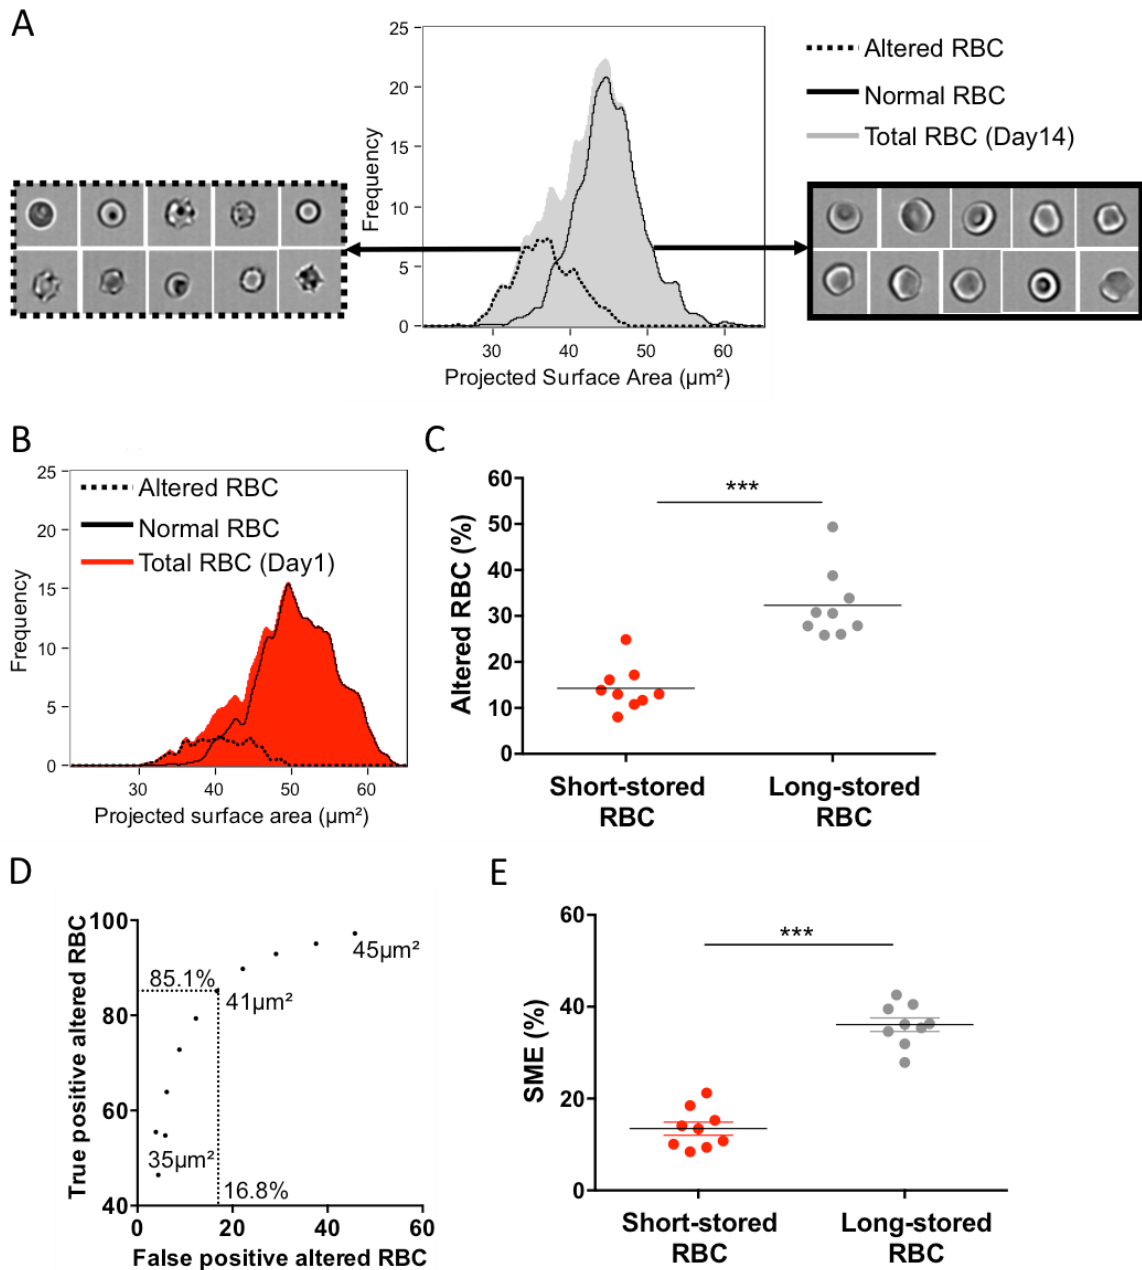 A
25
20
15
10
5
0
Frequency
30
40
50
60
Projected Surface Area (µm²)
Altered RBC
Normal RBC
Total RBC (Day14)
B
25
20
15
10
5
0
Frequency
Altered RBC
Normal RBC
Total RBC (Day1)
30
40
50
60
Projected surface area (µm²)
C
60
50
40
30
20
10
0
Altered RBC (%)
***
Short-stored
RBC
Long-stored
RBC
D
100
80
60
40
True positive altered RBC
85.1%
45µm²
41µm²
35µm²
16.8%
0
20
40
60
False positive altered RBC
E
60
40
20
0
SME (%)
***
Short-stored
RBC
Long-stored
RBC